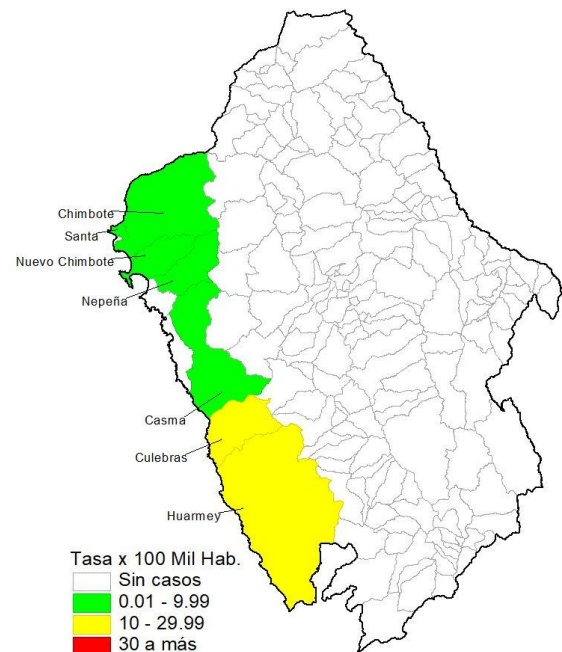 Chimbote
Santa
Nuevo Chimbote
Nepeña
Casma
Culebras
Huarmey
Tasa x 100 Mil Hab.
Sin casos
0.01 - 9.99
10 - 29.99
30 a más